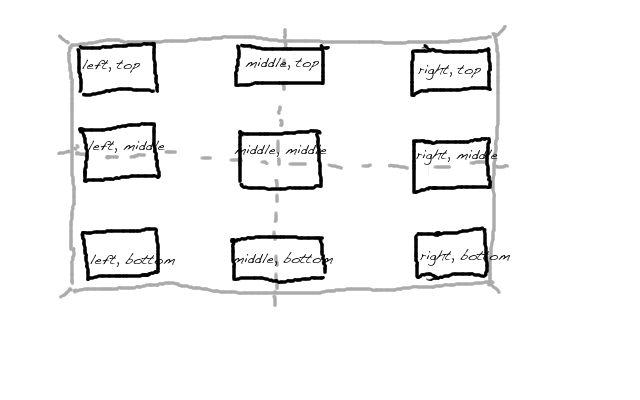 left, top
middle, top
right, top
left, middle
middle, middle
right, middle
left, bottom
middle, bottom
right, bottom